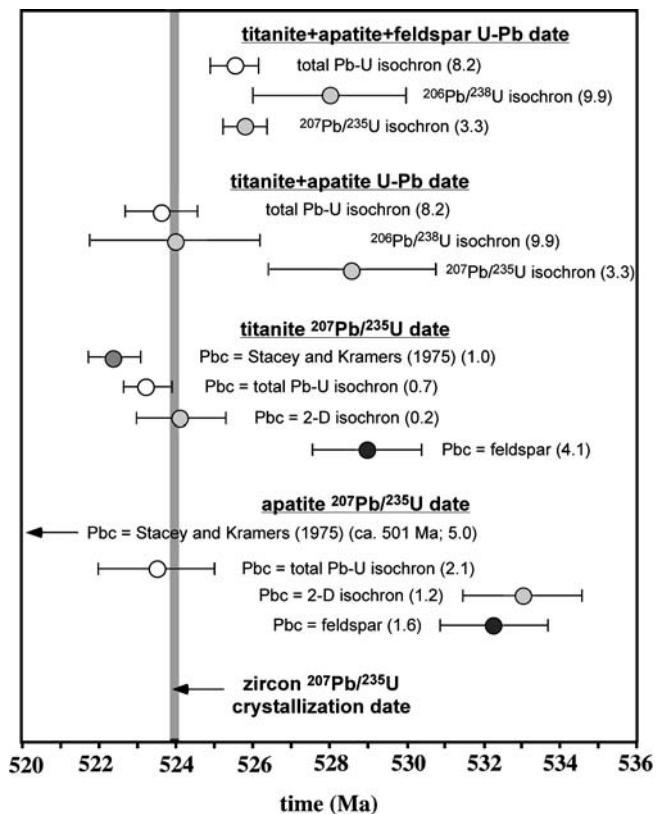 titanite+apatite+feldspar U-Pb date
total Pb-U isochron (8.2)
²⁰⁶Pb/²³⁸U isochron (9.9)
²⁰⁷Pb/²³⁵U isochron (3.3)
titanite+apatite U-Pb date
total Pb-U isochron (8.2)
²⁰⁶Pb/²³⁸U isochron (9.9)
²⁰⁷Pb/²³⁵U isochron (3.3)
titanite ²⁰⁷Pb/²³⁵U date
Pbc = Stacey and Kramers (1975) (1.0)
Pbc = total Pb-U isochron (0.7)
Pbc = 2-D isochron (0.2)
Pbc = feldspar (4.1)
apatite ²⁰⁷Pb/²³⁵U date
Pbc = Stacey and Kramers (1975) (ca. 501 Ma; 5.0)
Pbc = total Pb-U isochron (2.1)
Pbc = 2-D isochron (1.2)
Pbc = feldspar (1.6)
zircon ²⁰⁷Pb/²³⁵U
crystallization date
520 522 524 526 528 530 532 534 536
time (Ma)